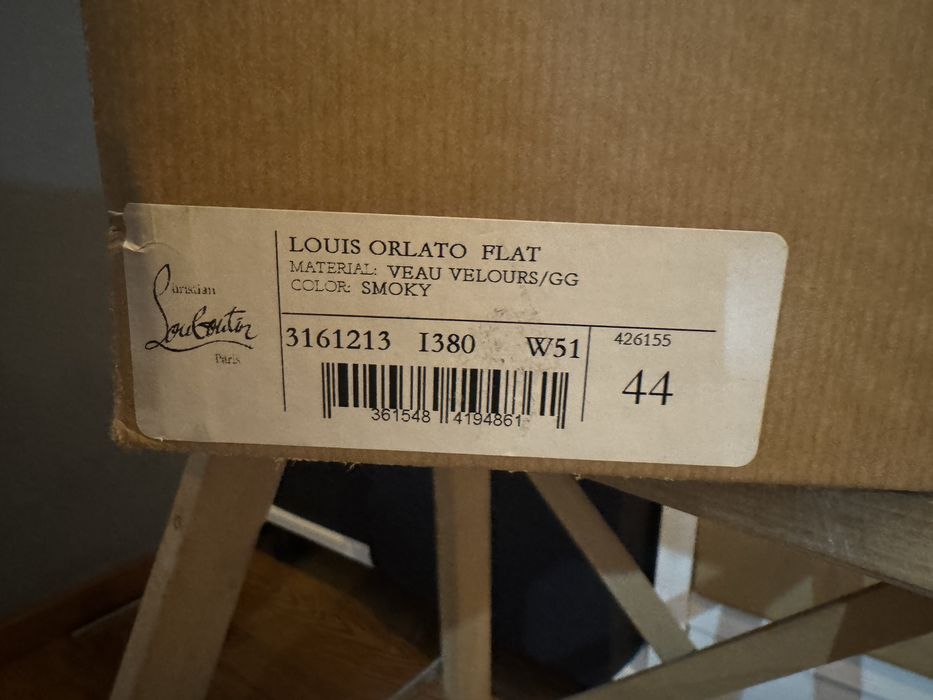 Christian
Louboutin
Paris
LOUIS ORLATO FLAT
MATERIAL: VEAU VELOURS/GG
COLOR: SMOKY
3161213 I380 W51
361548 4194861
426155
44